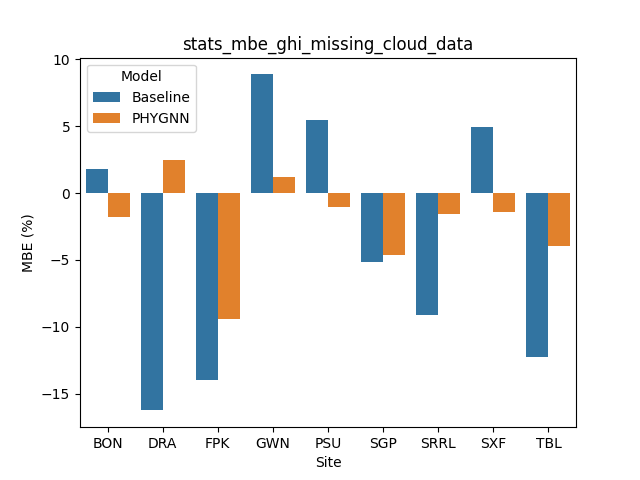 stats_mbe_ghi_missing_cloud_data
Model
Baseline
PHYGNN
10
5
0
−5
−10
−15
MBE (%)
BON DRA FPK GWN PSU SGP SRRL SXF TBL
Site